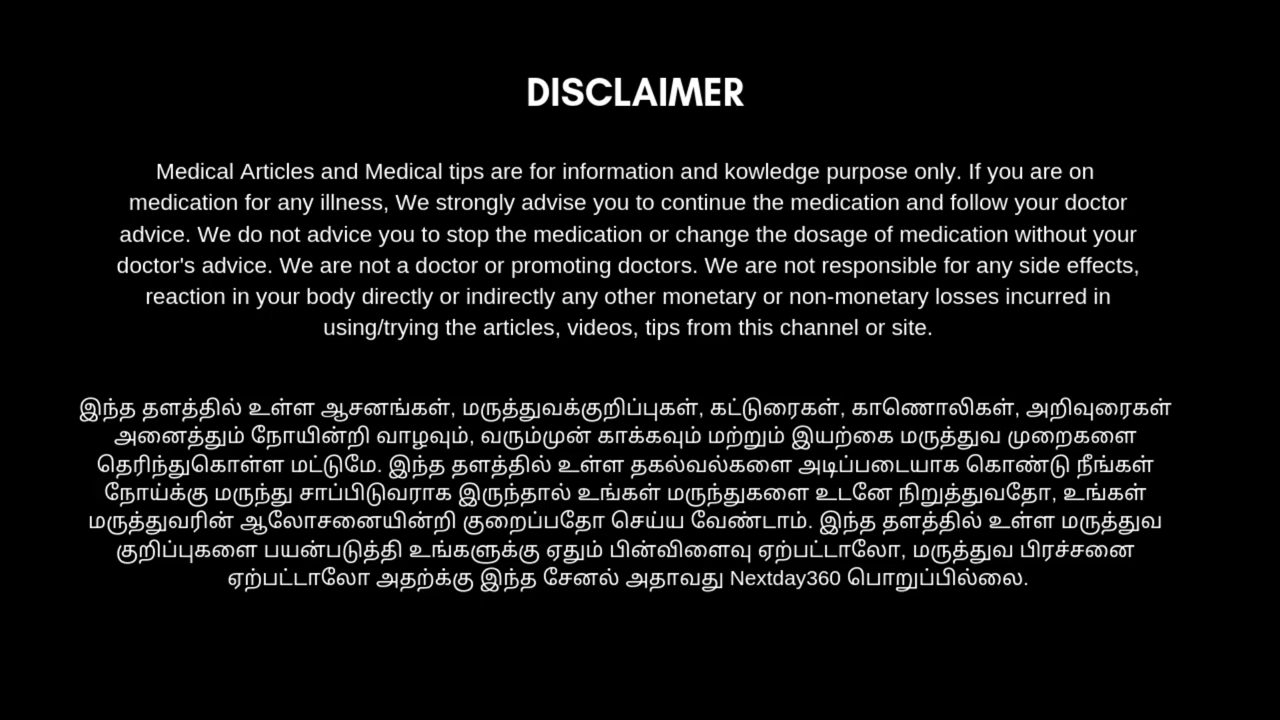 DISCLAIMER
Medical Articles and Medical tips are for information and kowledge purpose only. If you are on
medication for any illness, We strongly advise you to continue the medication and follow your doctor
advice. We do not advice you to stop the medication or change the dosage of medication without your
doctor's advice. We are not a doctor or promoting doctors. We are not responsible for any side effects,
reaction in your body directly or indirectly any other monetary or non-monetary losses incurred in
using/trying the articles, videos, tips from this channel or site.
இந்த தளத்தில் உள்ள ஆசனங்கள், மருத்துவக்குறிப்புகள், கட்டுரைகள், காணொலிகள், அறிவுரைகள்
அனைத்தும் நோயின்றி வாழவும், வரும்முன் காக்கவும் மற்றும் இயற்கை மருத்துவ முறைகளை
தெரிந்துகொள்ள மட்டுமே. இந்த தளத்தில் உள்ள தகல்வல்களை அடிப்படையாக கொண்டு நீங்கள்
நோய்க்கு மருந்து சாப்பிடுவராக இருந்தால் உங்கள் மருந்துகளை உடனே நிறுத்துவதோ, உங்கள்
மருத்துவரின் ஆலோசனையின்றி குறைப்பதோ செய்ய வேண்டாம். இந்த தளத்தில் உள்ள மருத்துவ
குறிப்புகளை பயன்படுத்தி உங்களுக்கு ஏதும் பின்விளைவு ஏற்பட்டாலோ, மருத்துவ பிரச்சனை
ஏற்பட்டாலோ அதற்க்கு இந்த சேனல் அதாவது Nextday360 பொறுப்பில்லை.